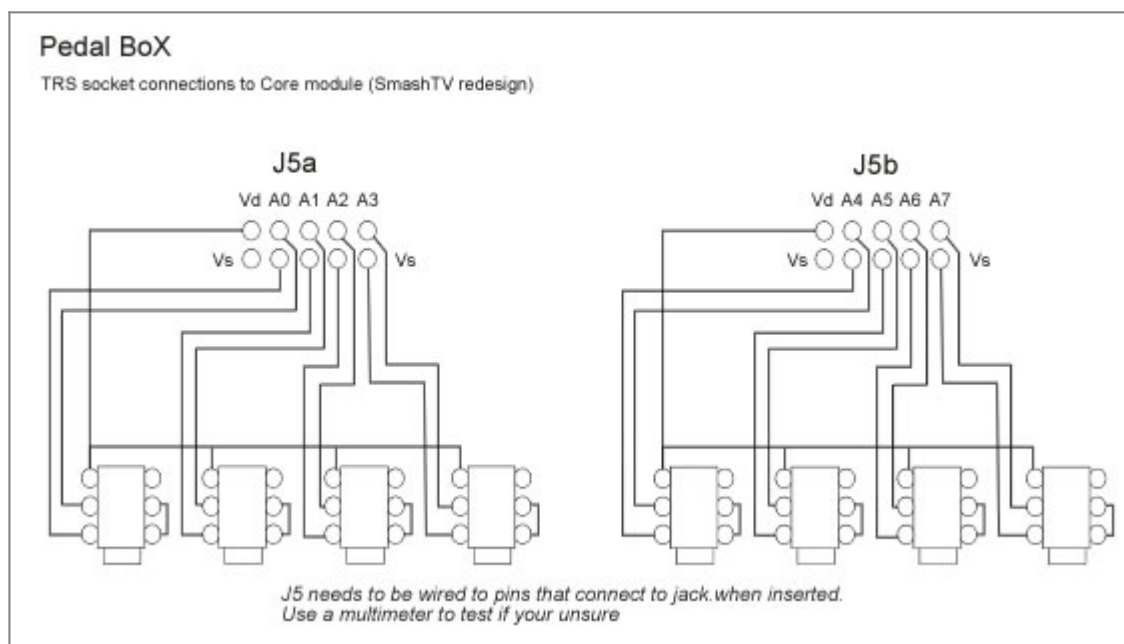 Pedal BoX
TRS socket connections to Core module (SmashTV redesign)
J5a
J5b
Vd A0 A1 A2 A3
Vd A4 A5 A6 A7
Vs Vs
Vs Vs
J5 needs to be wired to pins that connect to jack.when inserted.
Use a multimeter to test if your unsure